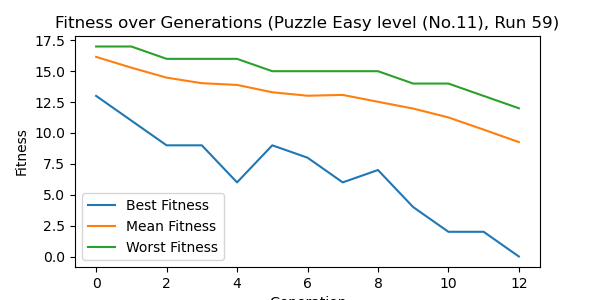 Fitness over Generations (Puzzle Easy level (No.11), Run 59)
17.5
15.0
12.5
10.0
7.5
5.0
2.5
0.0
Fitness
Best Fitness
Mean Fitness
Worst Fitness
0 2 4 6 8 10 12
Generation